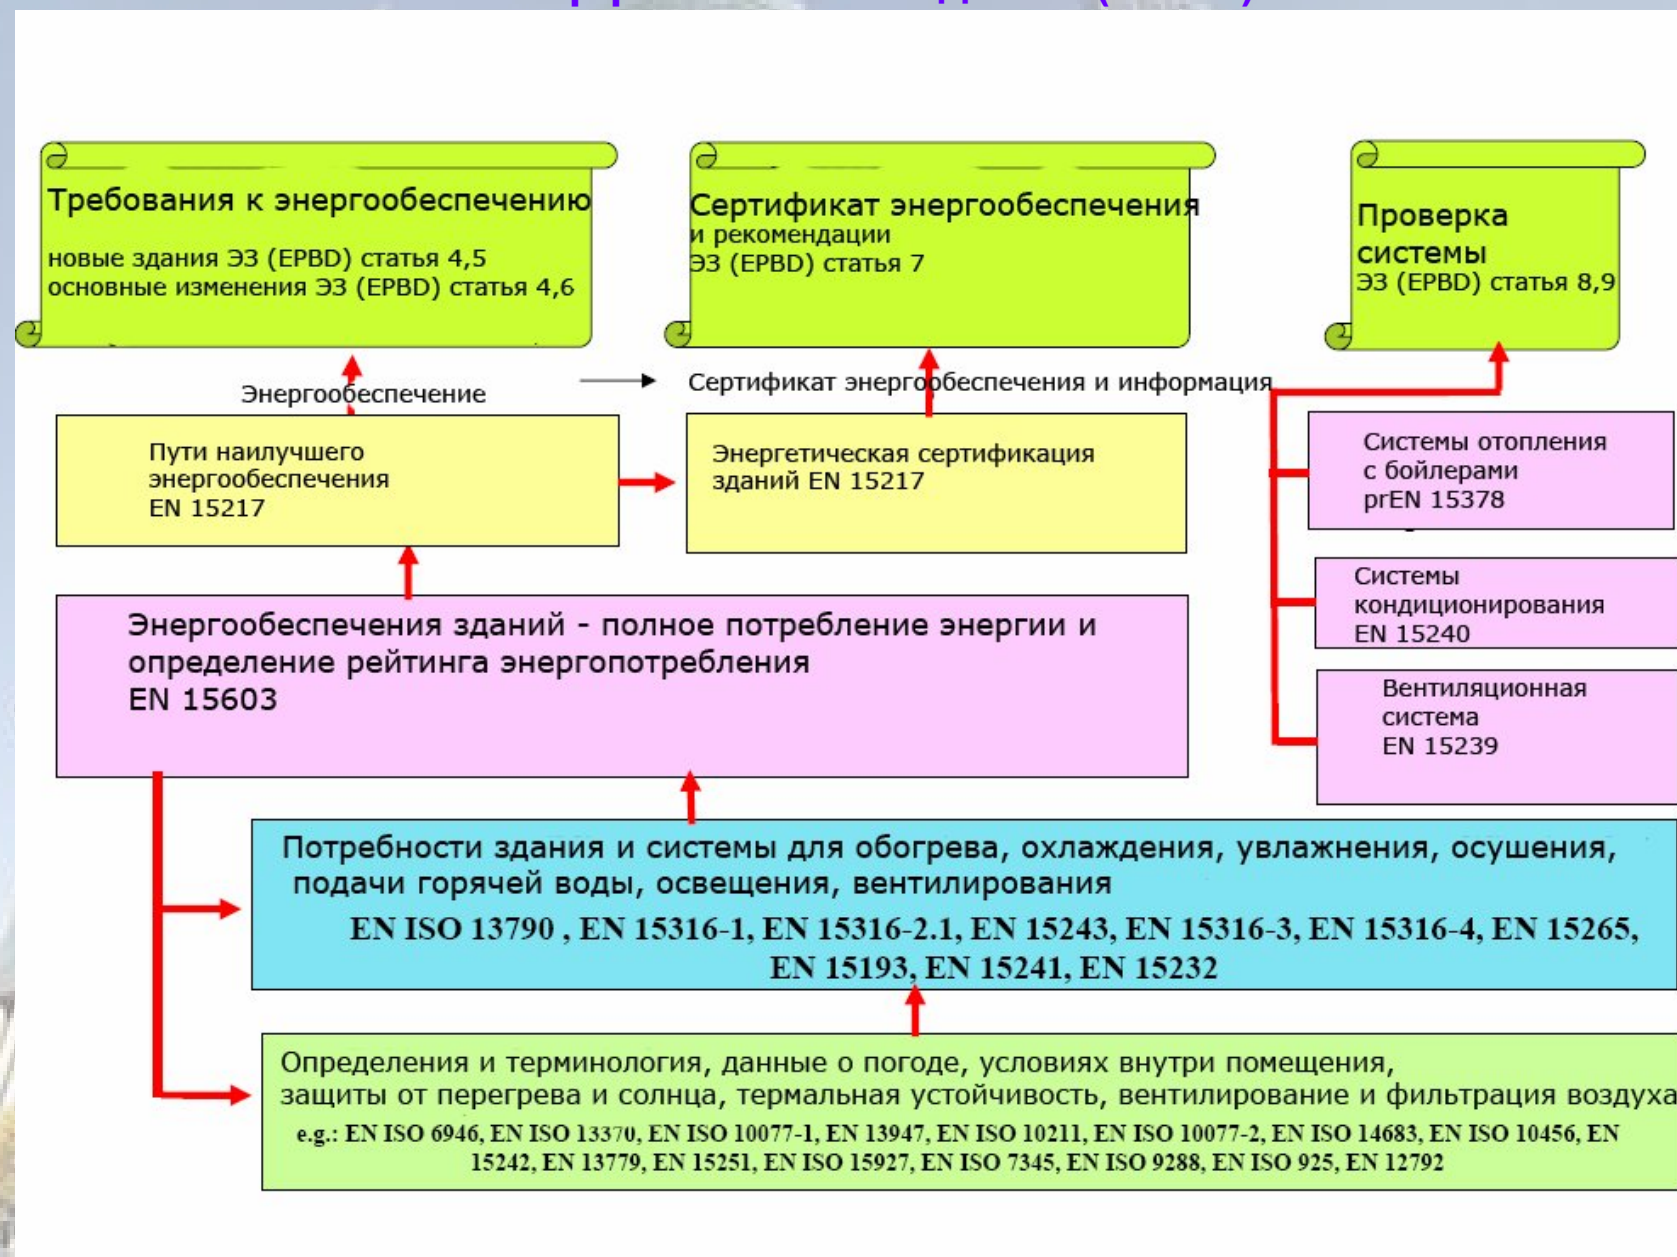 Требования к энергообеспечению
новые здания ЭЗ (EPBD) статья 4,5
основные изменения ЭЗ (EPBD) статья 4,6
Сертификат энергообеспечения
и рекомендации
ЭЗ (EPBD) статья 7
Проверка
системы
ЭЗ (EPBD) статья 8,9
Энергообеспечение
Сертификат энергообеспечения и информация
Пути наилучшего
энергообеспечения
EN 15217
Энергетическая сертификация
зданий EN 15217
Системы отопления
с бойлерами
prEN 15378
Системы
кондиционирования
EN 15240
Вентиляционная
система
EN 15239
Энергообеспечения зданий - полное потребление энергии и
определение рейтинга энергопотребления
EN 15603
Потребности здания и системы для обогрева, охлаждения, увлажнения, осушения,
подачи горячей воды, освещения, вентилирования
EN ISO 13790 , EN 15316-1, EN 15316-2.1, EN 15243, EN 15316-3, EN 15316-4, EN 15265,
EN 15193, EN 15241, EN 15232
Определения и терминология, данные о погоде, условиях внутри помещения,
защиты от перегрева и солнца, термальная устойчивость, вентилирование и фильтрация воздуха
e.g.: EN ISO 6946, EN ISO 13370, EN ISO 10077-1, EN 13947, EN ISO 10211, EN ISO 10077-2, EN ISO 14683, EN ISO 10456, EN
15242, EN 13779, EN 15251, EN ISO 15927, EN ISO 7345, EN ISO 9288, EN ISO 925, EN 12792